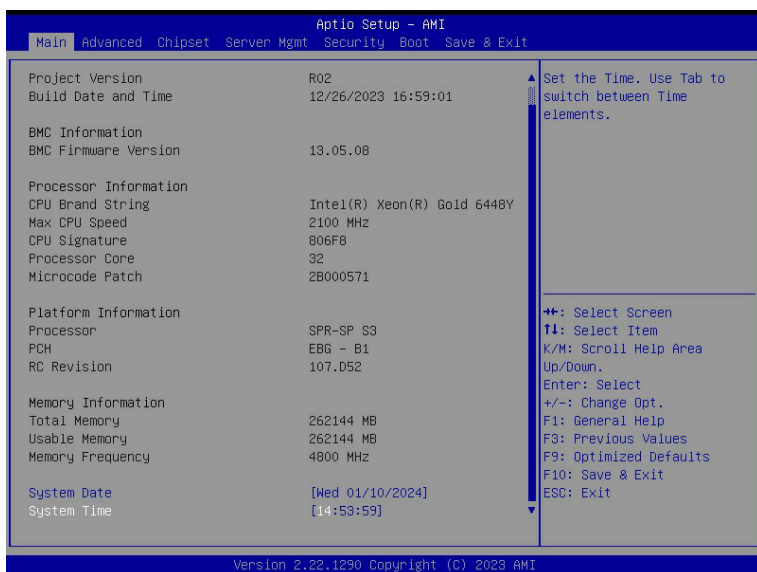 Aptio Setup - AMI
Main Advanced Chipset Server Mgmt Security Boot Save & Exit
Project Version R02
Build Date and Time 12/26/2023 16:59:01
BMC Information
BMC Firmware Version 13.05.08
Processor Information
CPU Brand String Intel(R) Xeon(R) Gold 6448Y
Max CPU Speed 2100 MHz
CPU Signature 806F8
Processor Core 32
Microcode Patch 2B000571
Platform Information
Processor SPR-SP S3
PCH EBG - B1
RC Revision 107.D52
Memory Information
Total Memory 262144 MB
Usable Memory 262144 MB
Memory Frequency 4800 MHz
System Date [Wed 01/10/2024]
System Time [14:53:59]
Set the Time. Use Tab to
switch between Time
elements.
→←: Select Screen
↑↓: Select Item
K/M: Scroll Help Area
Up/Down.
Enter: Select
+/-: Change Opt.
F1: General Help
F3: Previous Values
F9: Optimized Defaults
F10: Save & Exit
ESC: Exit
Version 2.22.1290 Copyright (C) 2023 AMI